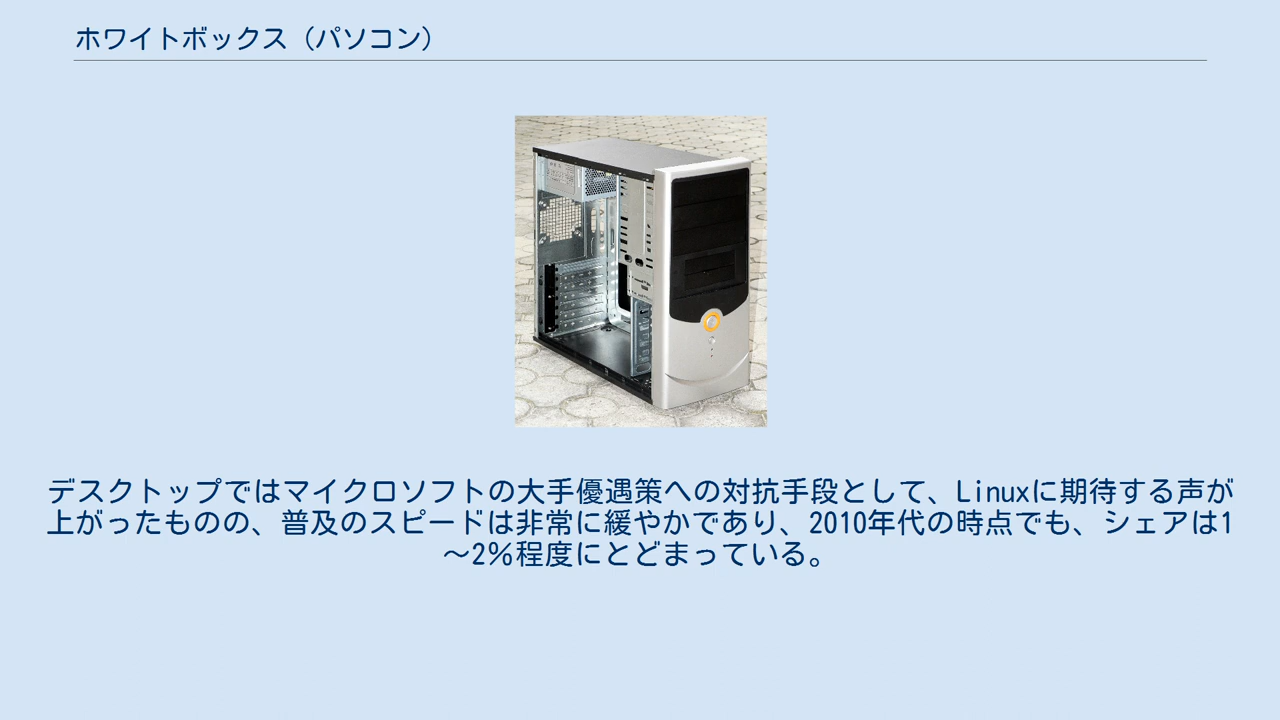 ホワイトボックス（パソコン）
デスクトップではマイクロソフトの大手優遇策への対抗手段として、Linuxに期待する声が
上がったものの、普及のスピードは非常に緩やかであり、2010年代の時点でも、シェアは1
～2％程度にとどまっている。